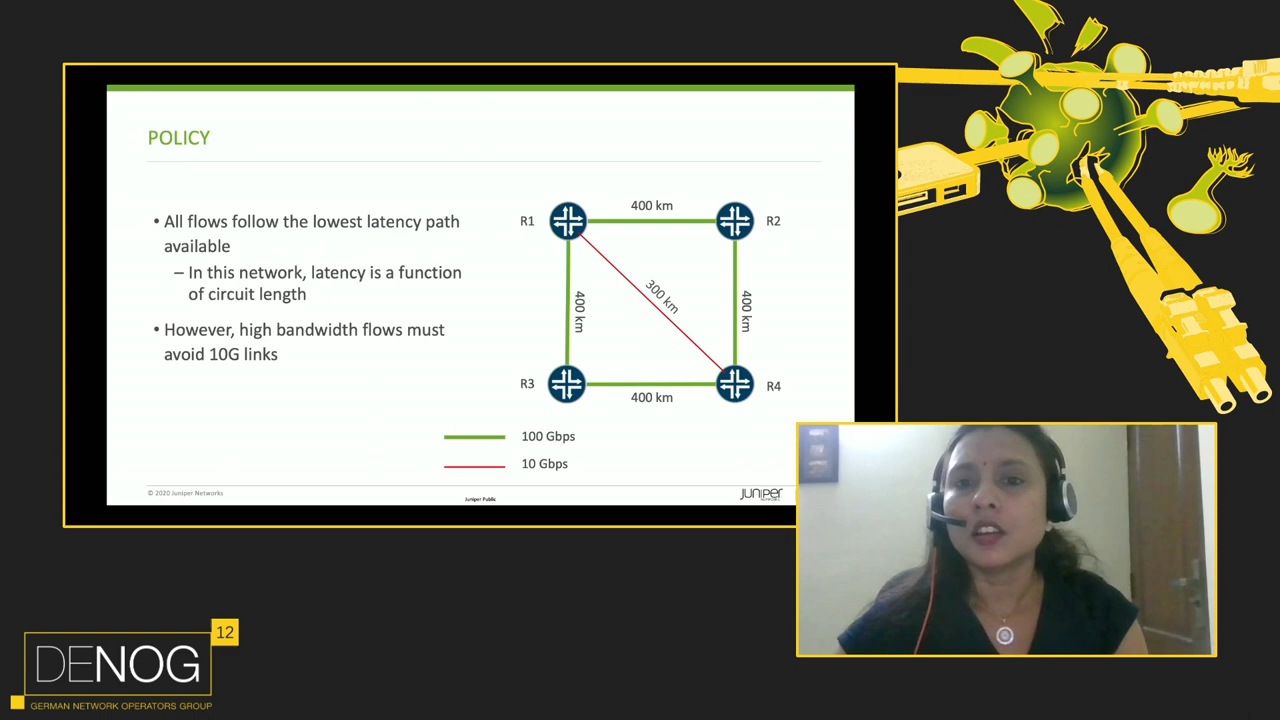 POLICY
• All flows follow the lowest latency path
available
– In this network, latency is a function
of circuit length
• However, high bandwidth flows must
avoid 10G links
400 km
R1
R2
300 km
400 km
400 km
R3
R4
400 km
100 Gbps
10 Gbps
© 2020 Juniper Networks
Juniper Public
JUNIPER
NETWORKS
12
DENOG
GERMAN NETWORK OPERATORS GROUP